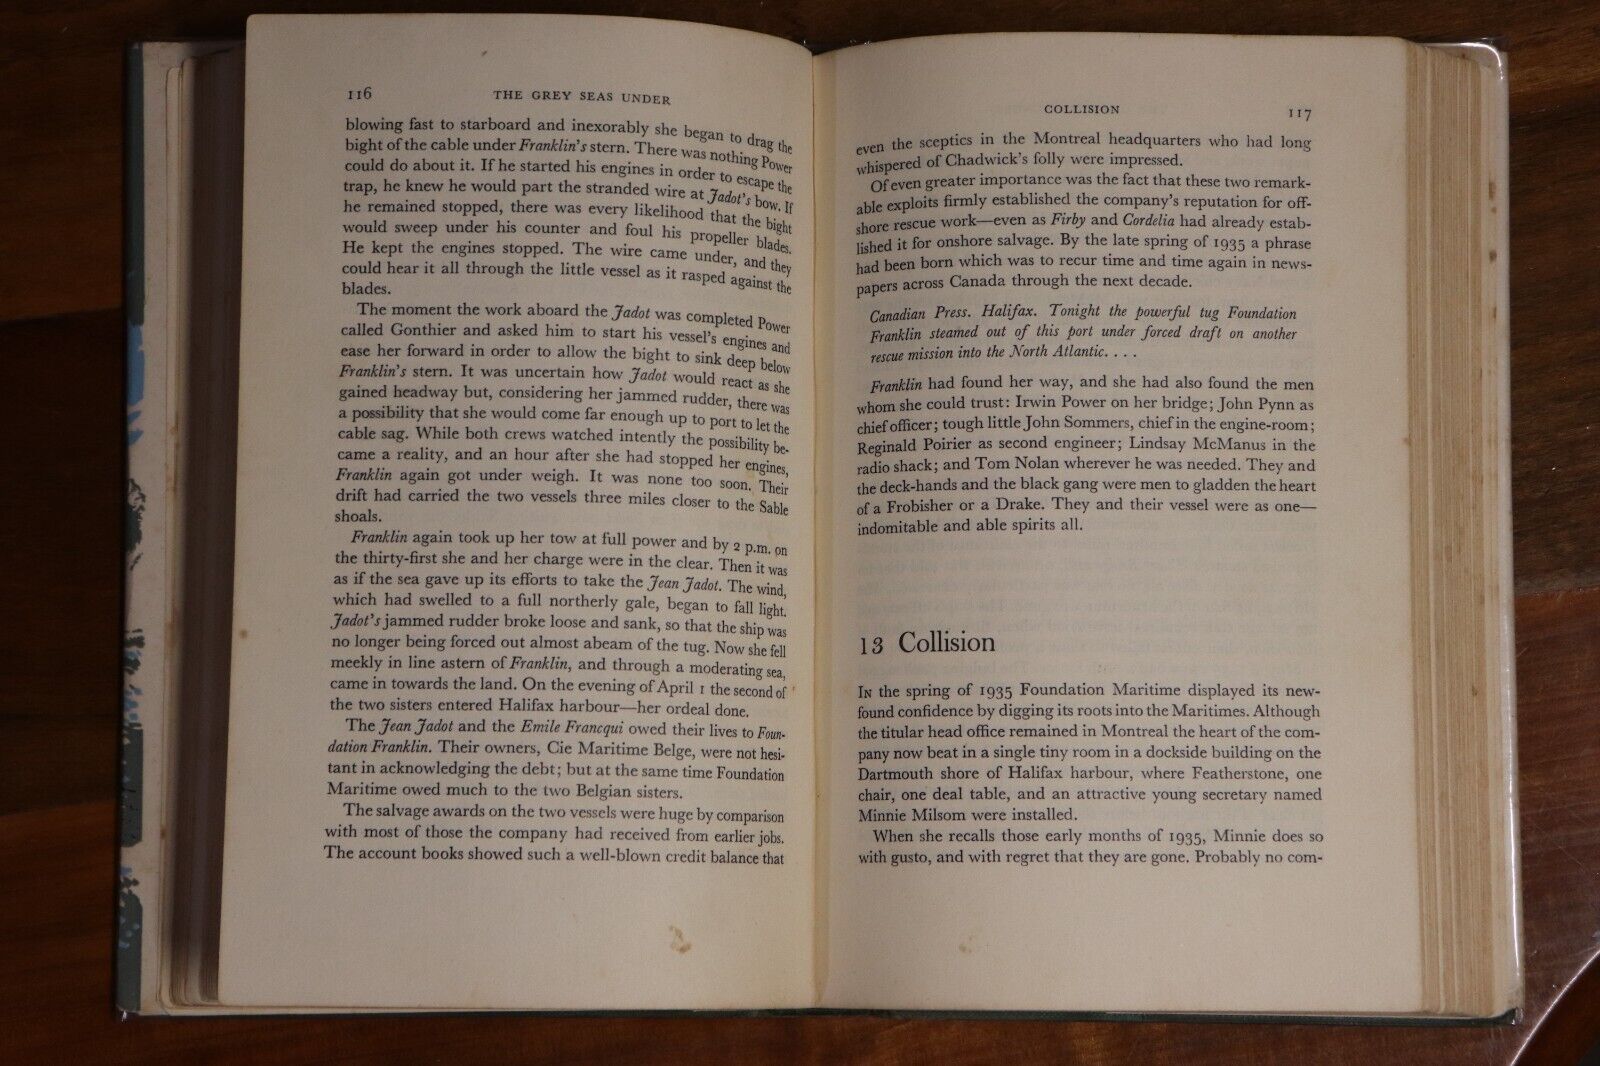 116
THE GREY SEAS UNDER
blowing fast to starboard and inexorably she began to drag the
bight of the cable under Franklin's stern. There was nothing Power
could do about it. If he started his engines in order to escape the
trap, he knew he would part the stranded wire at Jadot's bow. If
he remained stopped, there was every likelihood that the bight
would sweep under his counter and foul his propeller blades.
He kept the engines stopped. The wire came under, and they
could hear it all through the little vessel as it rasped against the
blades.
The moment the work aboard the Jadot was completed Power
called Gonthier and asked him to start his vessel's engines and
ease her forward in order to allow the bight to sink deep below
Franklin's stern. It was uncertain how Jadot would react as she
gained headway but, considering her jammed rudder, there was
a possibility that she would come far enough up to port to let the
cable sag. While both crews watched intently the possibility be-
came a reality, and an hour after she had stopped her engines,
Franklin again got under weigh. It was none too soon. Their
drift had carried the two vessels three miles closer to the Sable
shoals.
Franklin again took up her tow at full power and by 2 p.m. on
the thirty-first she and her charge were in the clear. Then it was
as if the sea gave up its efforts to take the Jean Jadot. The wind,
which had swelled to a full northerly gale, began to fall light.
Jadot's jammed rudder broke loose and sank, so that the ship was
no longer being forced out almost abeam of the tug. Now she fell
meekly in line astern of Franklin, and through a moderating sea,
came in towards the land. On the evening of April 1 the second of
the two sisters entered Halifax harbour—her ordeal done.
The Jean Jadot and the Emile Francqui owed their lives to Foun-
dation Franklin. Their owners, Cie Maritime Belge, were not hesi-
tant in acknowledging the debt; but at the same time Foundation
Maritime owed much to the two Belgian sisters.
The salvage awards on the two vessels were huge by comparison
with most of those the company had received from earlier jobs.
The account books showed such a well-blown credit balance that
COLLISION
117
even the sceptics in the Montreal headquarters who had long
whispered of Chadwick's folly were impressed.
Of even greater importance was the fact that these two remark-
able exploits firmly established the company's reputation for off-
shore rescue work—even as Firby and Cordelia had already estab-
lished it for onshore salvage. By the late spring of 1935 a phrase
had been born which was to recur time and time again in news-
papers across Canada through the next decade.
Canadian Press. Halifax. Tonight the powerful tug Foundation
Franklin steamed out of this port under forced draft on another
rescue mission into the North Atlantic. . . .
Franklin had found her way, and she had also found the men
whom she could trust: Irwin Power on her bridge; John Pynn as
chief officer; tough little John Sommers, chief in the engine-room;
Reginald Poirier as second engineer; Lindsay McManus in the
radio shack; and Tom Nolan wherever he was needed. They and
the deck-hands and the black gang were men to gladden the heart
of a Frobisher or a Drake. They and their vessel were as one—
indomitable and able spirits all.
13 Collision
IN the spring of 1935 Foundation Maritime displayed its new-
found confidence by digging its roots into the Maritimes. Although
the titular head office remained in Montreal the heart of the com-
pany now beat in a single tiny room in a dockside building on the
Dartmouth shore of Halifax harbour, where Featherstone, one
chair, one deal table, and an attractive young secretary named
Minnie Milsom were installed.
When she recalls those early months of 1935, Minnie does so
with gusto, and with regret that they are gone. Probably no com-